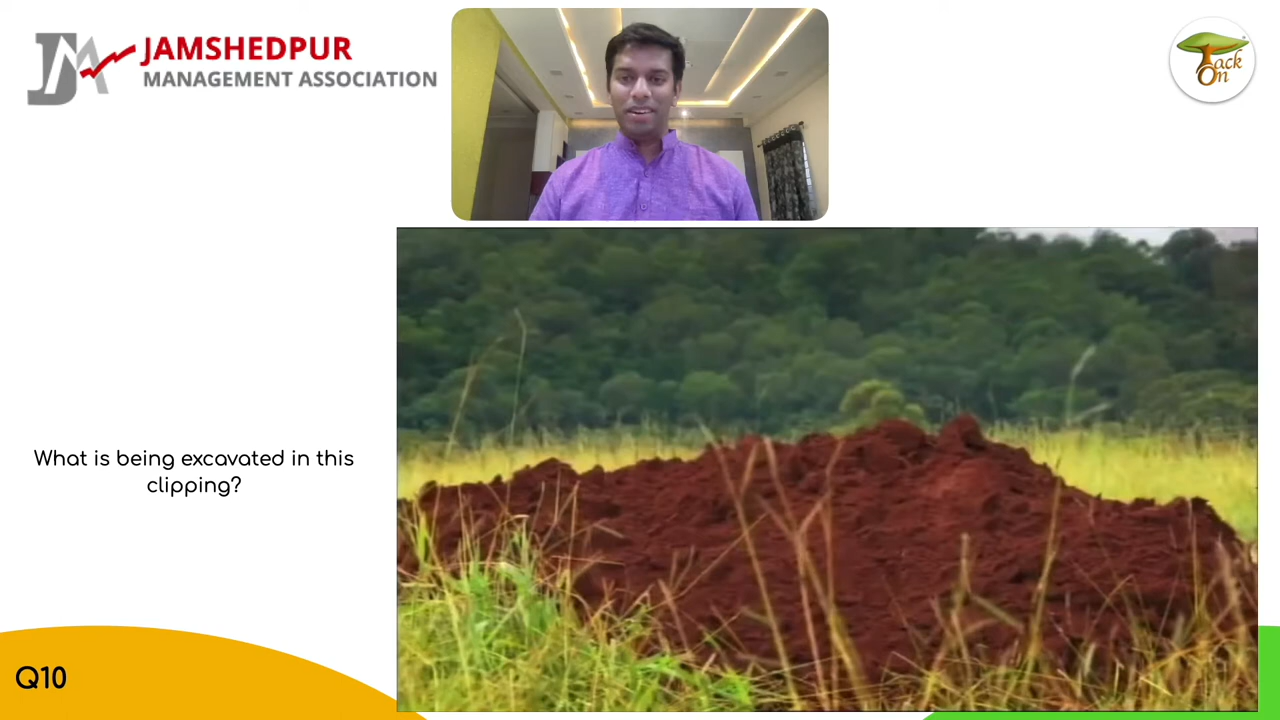 JAMSHEDPUR
MANAGEMENT ASSOCIATION
Tack
On
What is being excavated in this
clipping?
Q10